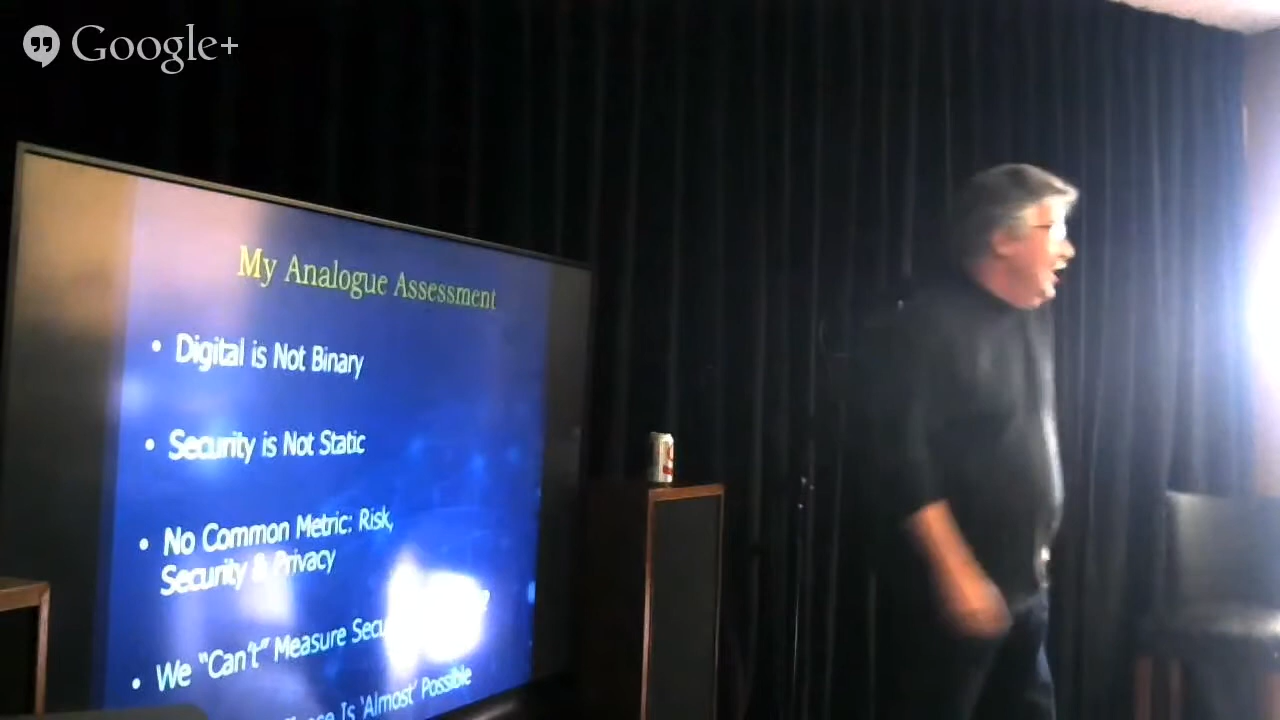 Google+
My Analogue Assessment
• Digital is Not Binary
• Security is Not Static
• No Common Metric: Risk,
Security & Privacy
• We "Can't" Measure
Is 'Almost' Possible